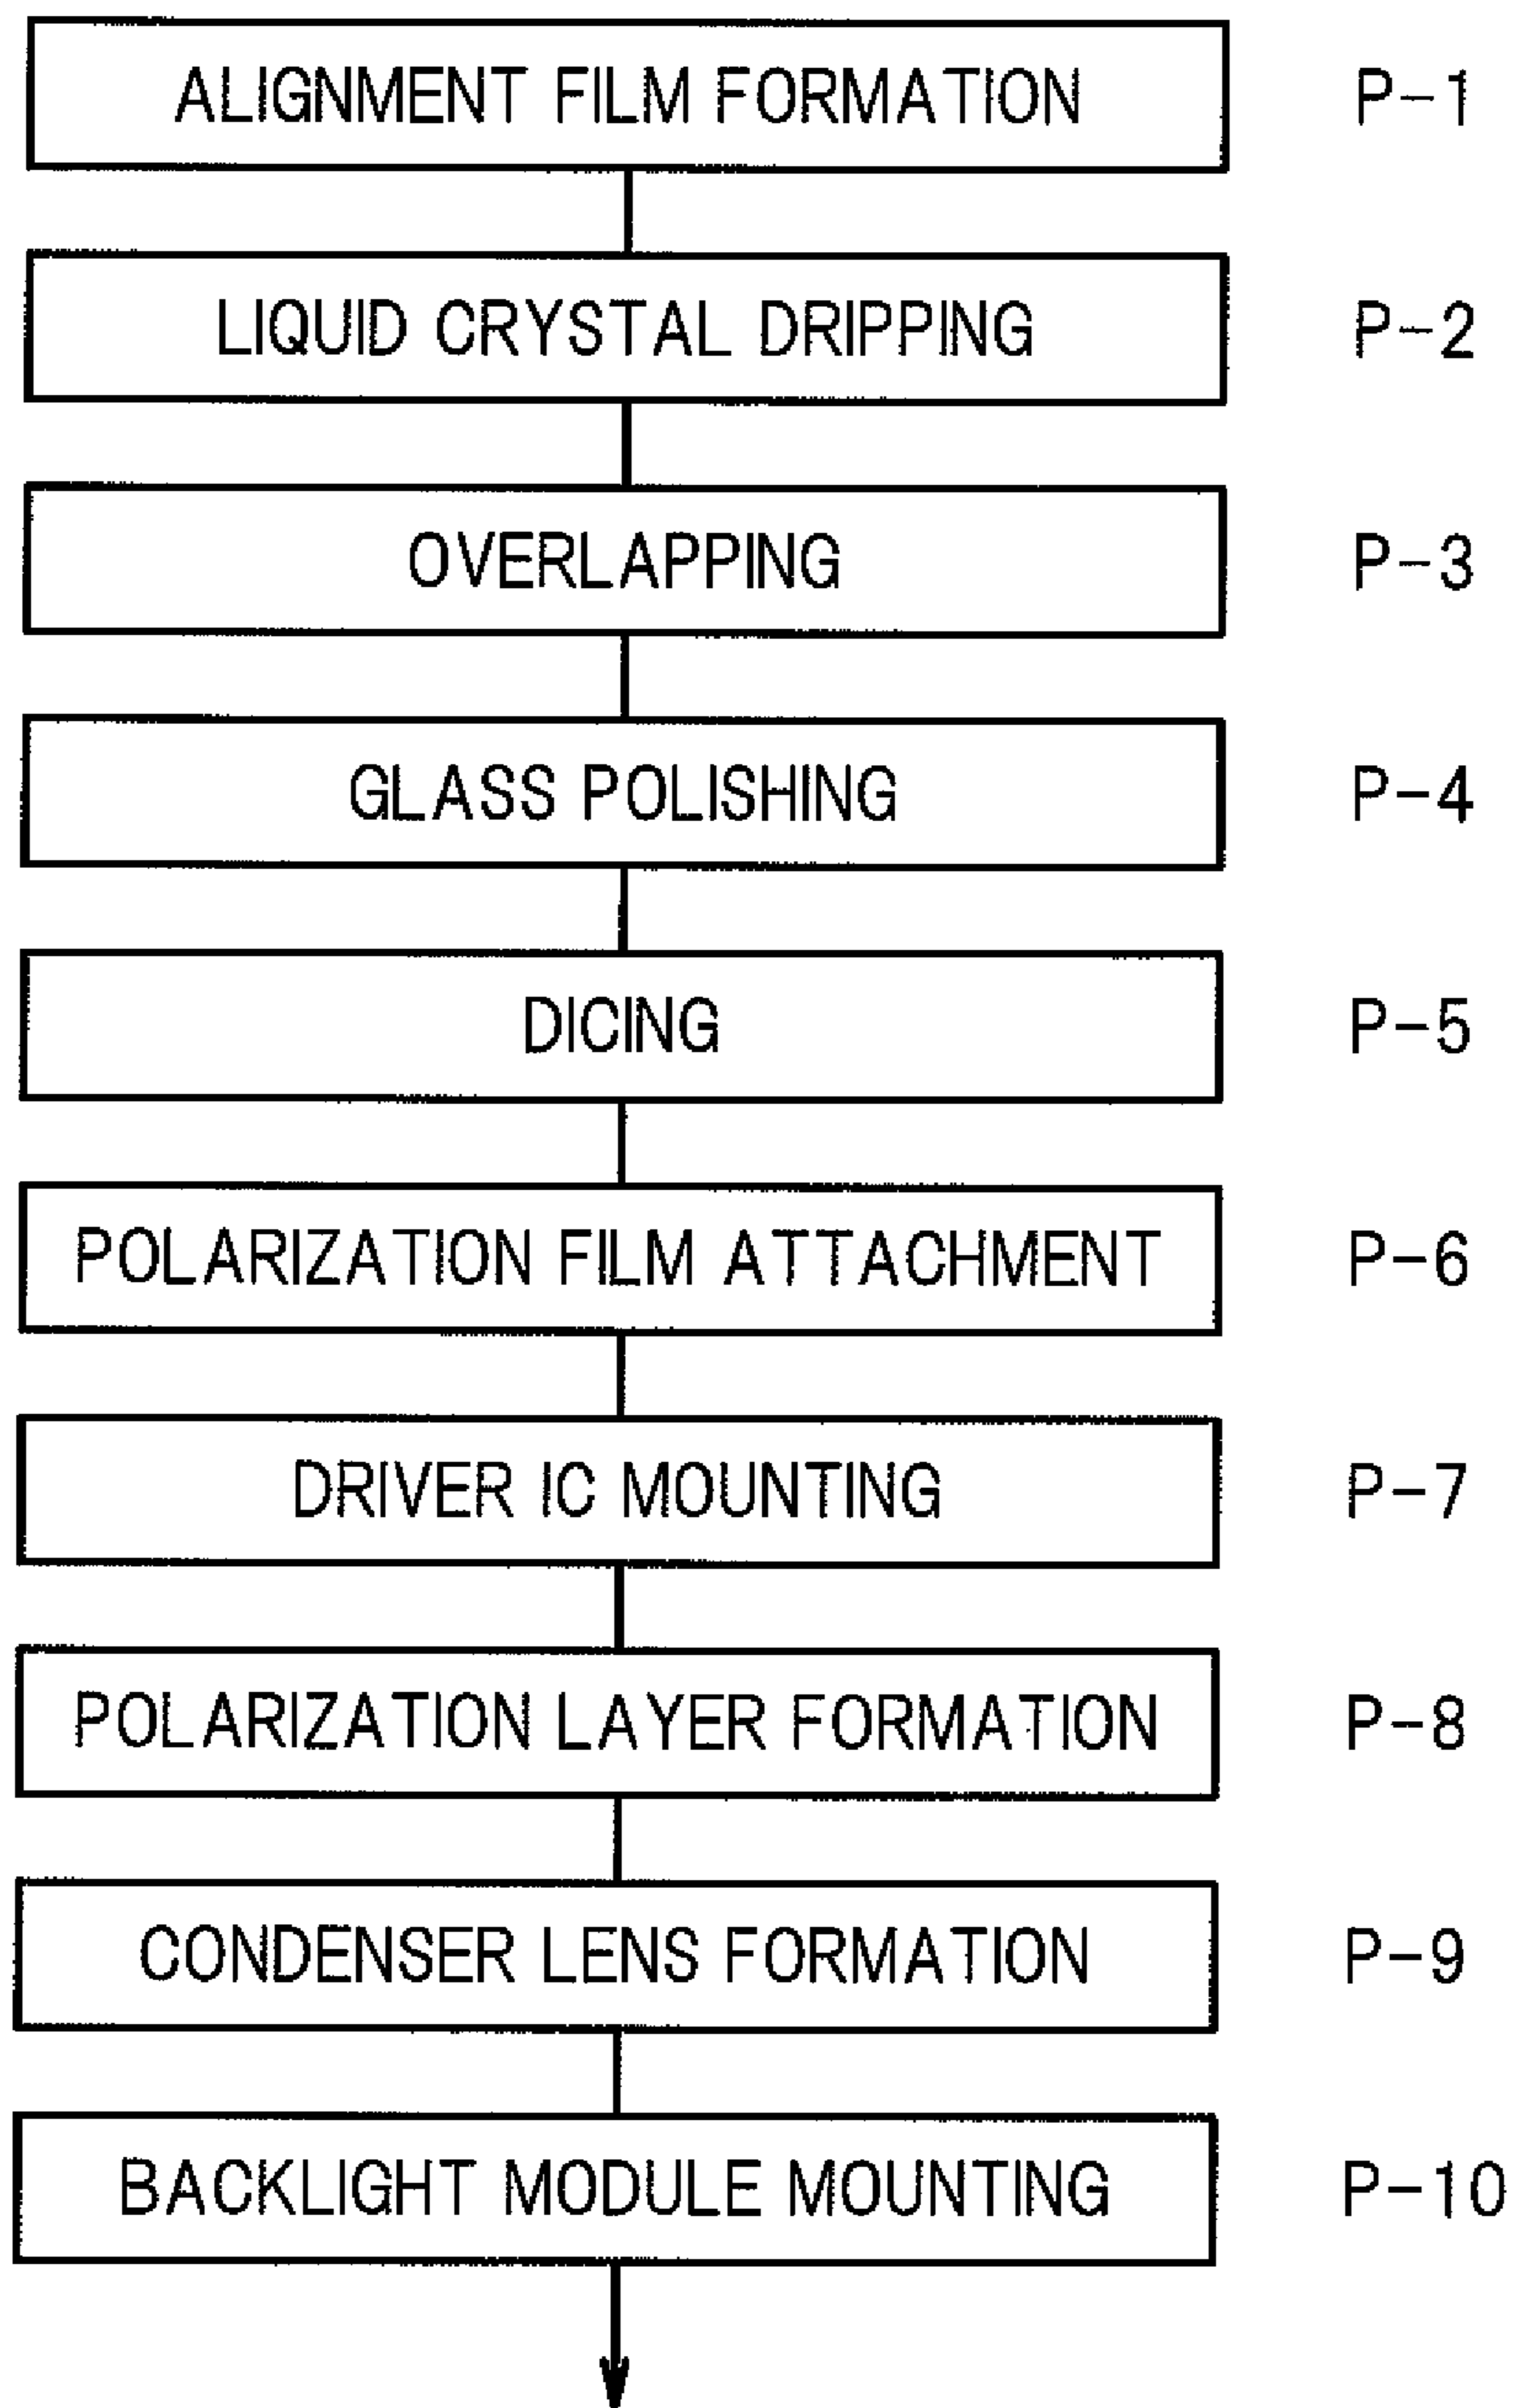 ALIGNMENT FILM FORMATION P-1
LIQUID CRYSTAL DRIPPING P-2
OVERLAPPING P-3
GLASS POLISHING P-4
DICING P-5
POLARIZATION FILM ATTACHMENT P-6
DRIVER IC MOUNTING P-7
POLARIZATION LAYER FORMATION P-8
CONDENSER LENS FORMATION P-9
BACKLIGHT MODULE MOUNTING P-10